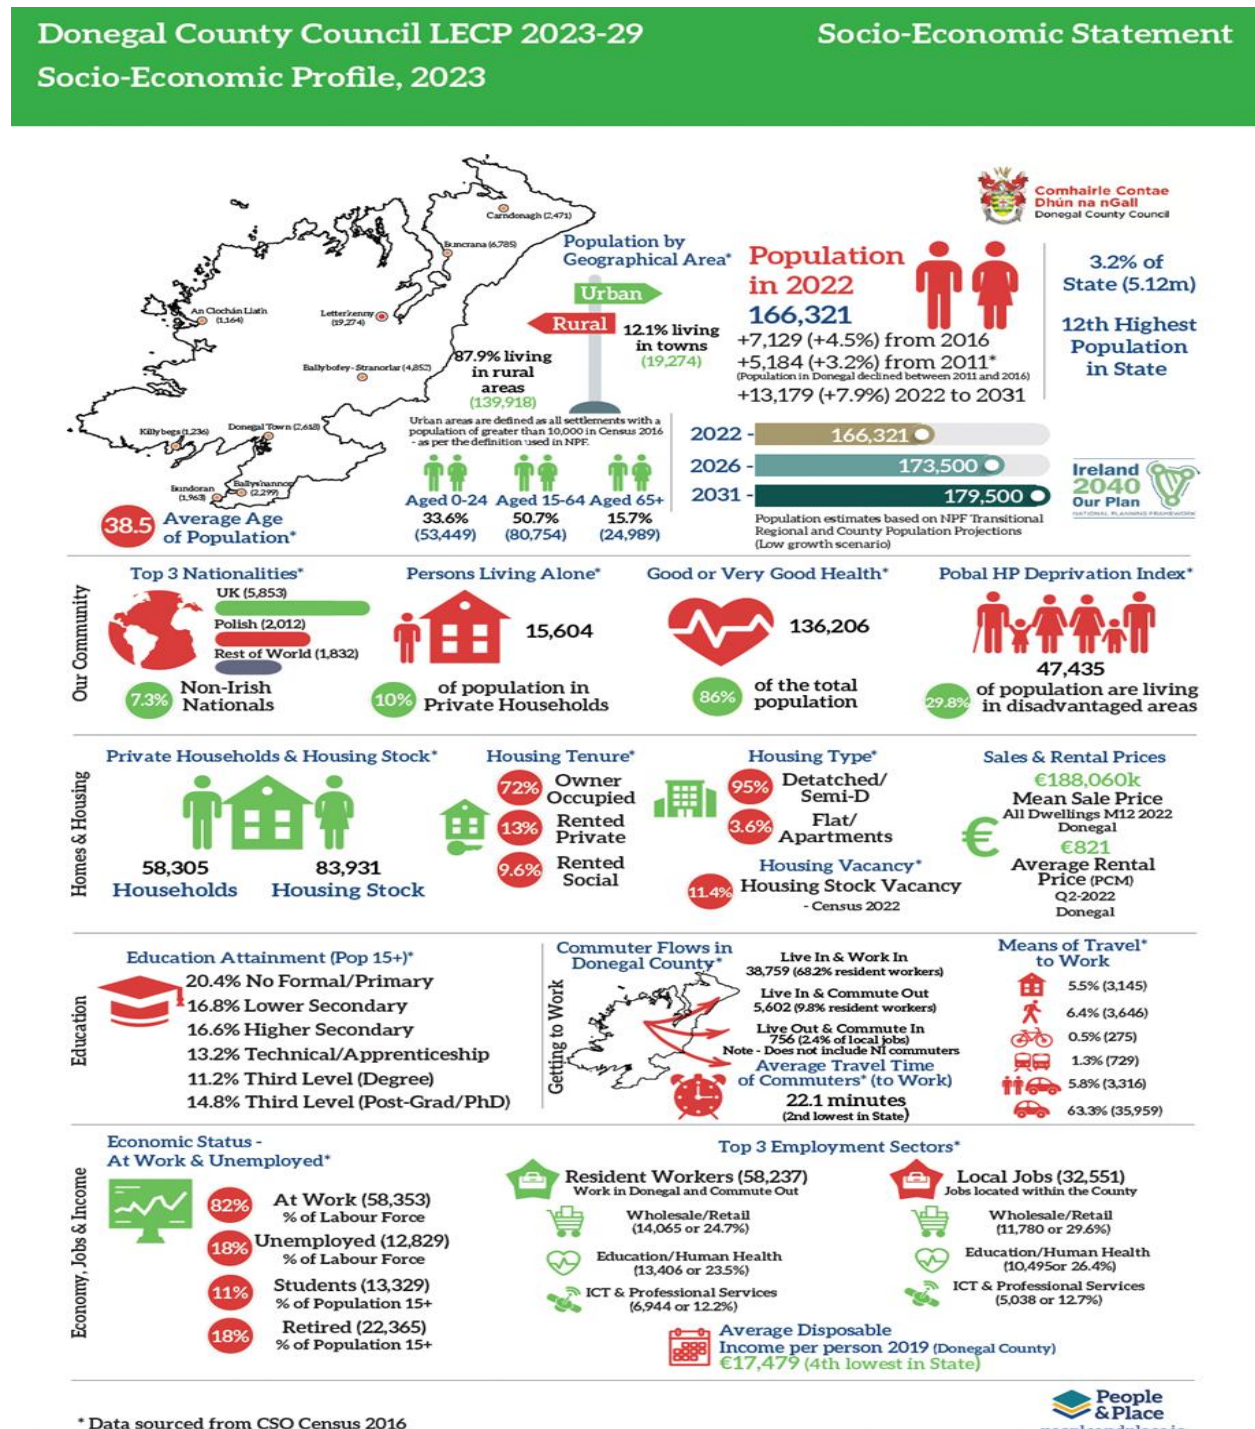 Donegal County Council LECP 2023-29
Socio-Economic Statement
Socio-Economic Profile, 2023
Comhairle Contae
Dhún na nGall
Donegal County Council
Carndonagh (2,471)
Buncrana (6,785)
An Clochán Liath
(1,164)
Letterkenny
(19,274)
Ballybofey - Stranorlar (4,852)
Killybegs (1,236)
Donegal Town (2,618)
Bundoran
(1,963)
Ballyshannon
(2,299)
Population by
Geographical Area*
Urban
Rural
12.1% living
in towns
(19,274)
87.9% living
in rural
areas
(139,918)
Urban areas are defined as all settlements with a
population of greater than 10,000 in Census 2016
- as per the definition used in NPF.
Aged 0-24
33.6%
(53,449)
Aged 15-64
50.7%
(80,754)
Aged 65+
15.7%
(24,989)
38.5
Average Age
of Population*
Population
in 2022
166,321
+7,129 (+4.5%) from 2016
+5,184 (+3.2%) from 2011*
(Population in Donegal declined between 2011 and 2016)
+13,179 (+7.9%) 2022 to 2031
3.2% of
State (5.12m)
12th Highest
Population
in State
2022 - 166,321
2026 - 173,500
2031 - 179,500
Population estimates based on NPF Transitional
Regional and County Population Projections
(Low growth scenario)
Ireland
2040
Our Plan
NATIONAL PLANNING FRAMEWORK
Our Community
Top 3 Nationalities*
UK (5,853)
Polish (2,012)
Rest of World (1,832)
7.3%
Non-Irish
Nationals
Persons Living Alone*
15,604
10%
of population in
Private Households
Good or Very Good Health*
136,206
86%
of the total
population
Pobal HP Deprivation Index*
47,435
29.8%
of population are living
in disadvantaged areas
Homes & Housing
Private Households & Housing Stock*
58,305
Households
83,931
Housing Stock
Housing Tenure*
72%
Owner
Occupied
13%
Rented
Private
9.6%
Rented
Social
Housing Type*
95%
Detatched/
Semi-D
3.6%
Flat/
Apartments
Housing Vacancy*
11.4%
Housing Stock Vacancy
- Census 2022
Sales & Rental Prices
€188,060k
Mean Sale Price
All Dwellings M12 2022
Donegal
€
€821
Average Rental
Price (PCM)
Q2-2022
Donegal
Education
Education Attainment (Pop 15+)*
20.4% No Formal/Primary
16.8% Lower Secondary
16.6% Higher Secondary
13.2% Technical/Apprenticeship
11.2% Third Level (Degree)
14.8% Third Level (Post-Grad/PhD)
Getting to Work
Commuter Flows in
Donegal County*
Live In & Work In
38,759 (68.2% resident workers)
Live In & Commute Out
5,602 (9.8% resident workers)
Live Out & Commute In
756 (2.4% of local jobs)
Note - Does not include NI commuters
Average Travel Time
of Commuters* (to Work)
22.1 minutes
(2nd lowest in State)
Means of Travel*
to Work
5.5% (3,145)
6.4% (3,646)
0.5% (275)
1.3% (729)
5.8% (3,316)
63.3% (35,959)
Economy, Jobs & Income
Economic Status -
At Work & Unemployed*
82%
At Work (58,353)
% of Labour Force
18%
Unemployed (12,829)
% of Labour Force
11%
Students (13,329)
% of Population 15+
18%
Retired (22,365)
% of Population 15+
Top 3 Employment Sectors*
Resident Workers (58,237)
Work in Donegal and Commute Out
Wholesale/Retail
(14,065 or 24.7%)
Education/Human Health
(13,406 or 23.5%)
ICT & Professional Services
(6,944 or 12.2%)
Local Jobs (32,551)
Jobs located within the County
Wholesale/Retail
(11,780 or 29.6%)
Education/Human Health
(10,495or 26.4%)
ICT & Professional Services
(5,038 or 12.7%)
Average Disposable
Income per person 2019 (Donegal County)
€17,479 (4th lowest in State)
* Data sourced from CSO Census 2016
People
& Place